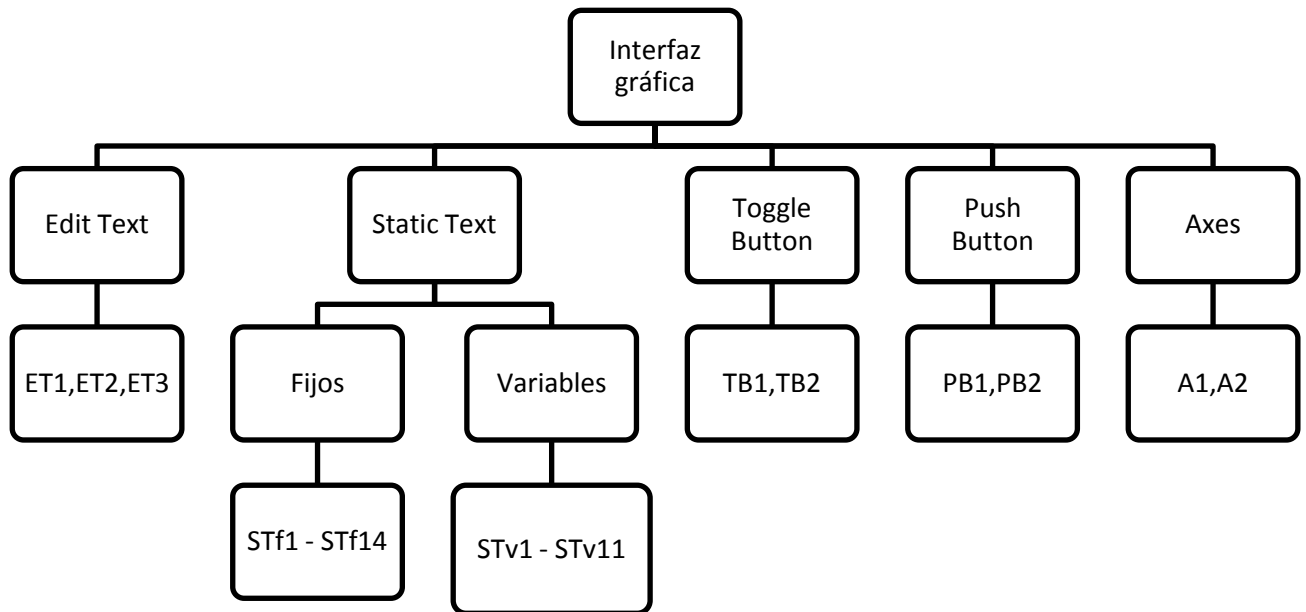 Interfaz
gráfica
Edit Text
Static Text
Toggle
Button
Push
Button
Axes
ET1,ET2,ET3
Fijos
Variables
TB1,TB2
PB1,PB2
A1,A2
STf1 - STf14
STv1 - STv11